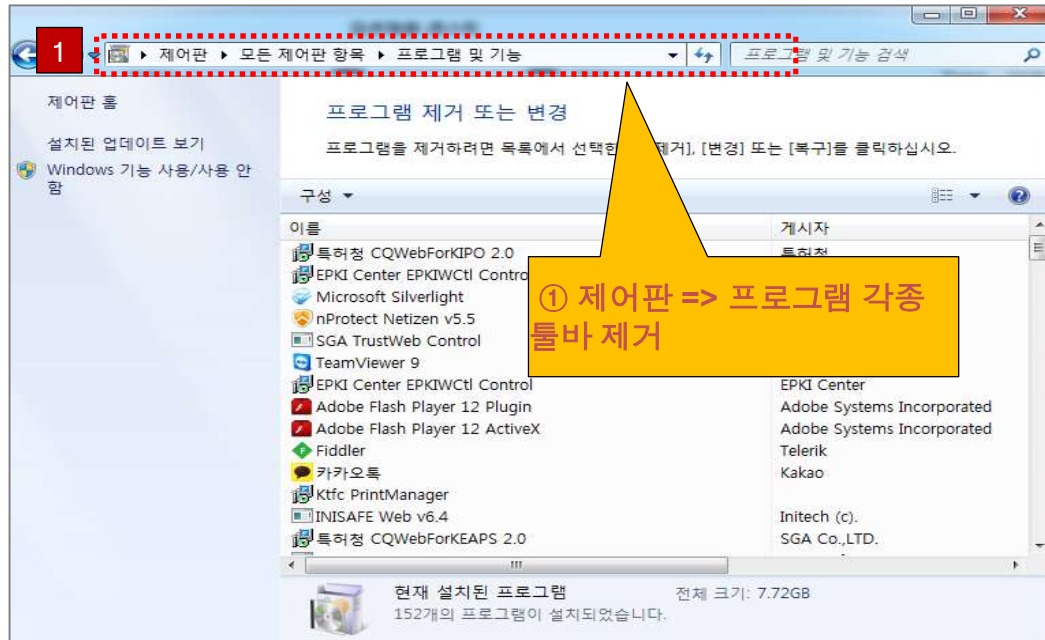 1
제어판 ▸ 모든 제어판 항목 ▸ 프로그램 및 기능
프로그램 및 기능 검색
제어판 홈
설치된 업데이트 보기
Windows 기능 사용/사용 안
함
프로그램 제거 또는 변경
프로그램을 제거하려면 목록에서 선택한 제거], [변경] 또는 [복구]를 클릭하십시오.
구성
이름 게시자
특허청 CQWebForKIPO 2.0 특허청
EPKI Center EPKIWCtl Contro
Microsoft Silverlight
nProtect Netizen v5.5
SGA TrustWeb Control
TeamViewer 9
EPKI Center EPKIWCtl Control EPKI Center
Adobe Flash Player 12 Plugin Adobe Systems Incorporated
Adobe Flash Player 12 ActiveX Adobe Systems Incorporated
Fiddler Telerik
카카오톡 Kakao
Ktfc PrintManager
INISAFE Web v6.4 Initech (c).
특허청 CQWebForKEAPS 2.0 SGA Co.,LTD.
① 제어판 => 프로그램 각종
툴바 제거
현재 설치된 프로그램 전체 크기: 7.72GB
152개의 프로그램이 설치되었습니다.